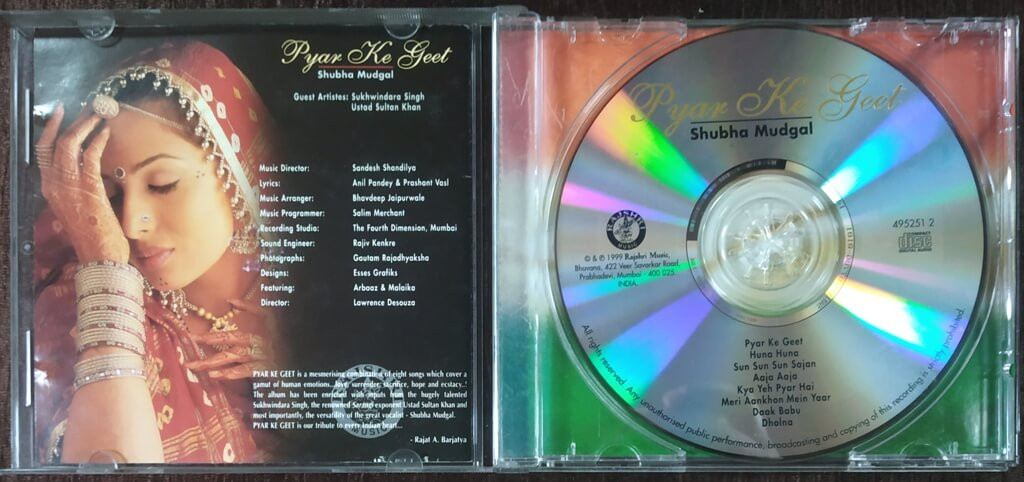 Pyar Ke Geet
Shubha Mudgal
Guest Artistes: Sukhwindara Singh
Ustad Sultan Khan
Music Director: Sandesh Shandilya
Lyrics: Anil Pandey & Prashant Vasl
Music Arranger: Bhavdeep Jaipurwale
Music Programmer: Salim Merchant
Recording Studio: The Fourth Dimension, Mumbai
Sound Engineer: Rajiv Kenkre
Photographs: Gautam Rajadhyaksha
Designs: Esses Grafiks
Featuring: Arbaaz & Malaika
Director: Lawrence Desouza
PYAR KE GEET is a mesmerising combination of eight songs which cover a
gamut of human emotions...love, surrender, sacrifice, hope and ecstacy..!
The album has been enriched with inputs from the hugely talented
Sukhwindara Singh, the renowned Sarangi exponent Ustad Sultan Khan and
most importantly, the versatility of the great vocalist - Shubha Mudgal.
PYAR KE GEET is our tribute to every Indian heart...
- Rajat A. Barjatya
MUSIC
Pyar Ke Geet
Shubha Mudgal
RAJSHRI
MUSIC
© & ℗ 1999 Rajshri Music,
Bhavana, 422 Veer Savarkar Road,
Prabhadevi, Mumbai - 400 025.
INDIA.
495251 2
COMPACT
disc
DIGITAL AUDIO
Pyar Ke Geet
Huna Huna
Sun Sun Sun Sajan
Aaja Aaja
Kya Yeh Pyar Hai
Meri Aankhon Mein Yaar
Daak Babu
Dholna
All rights reserved. Any unauthorised public performance, broadcasting and copying of this recording is strictly prohibited.